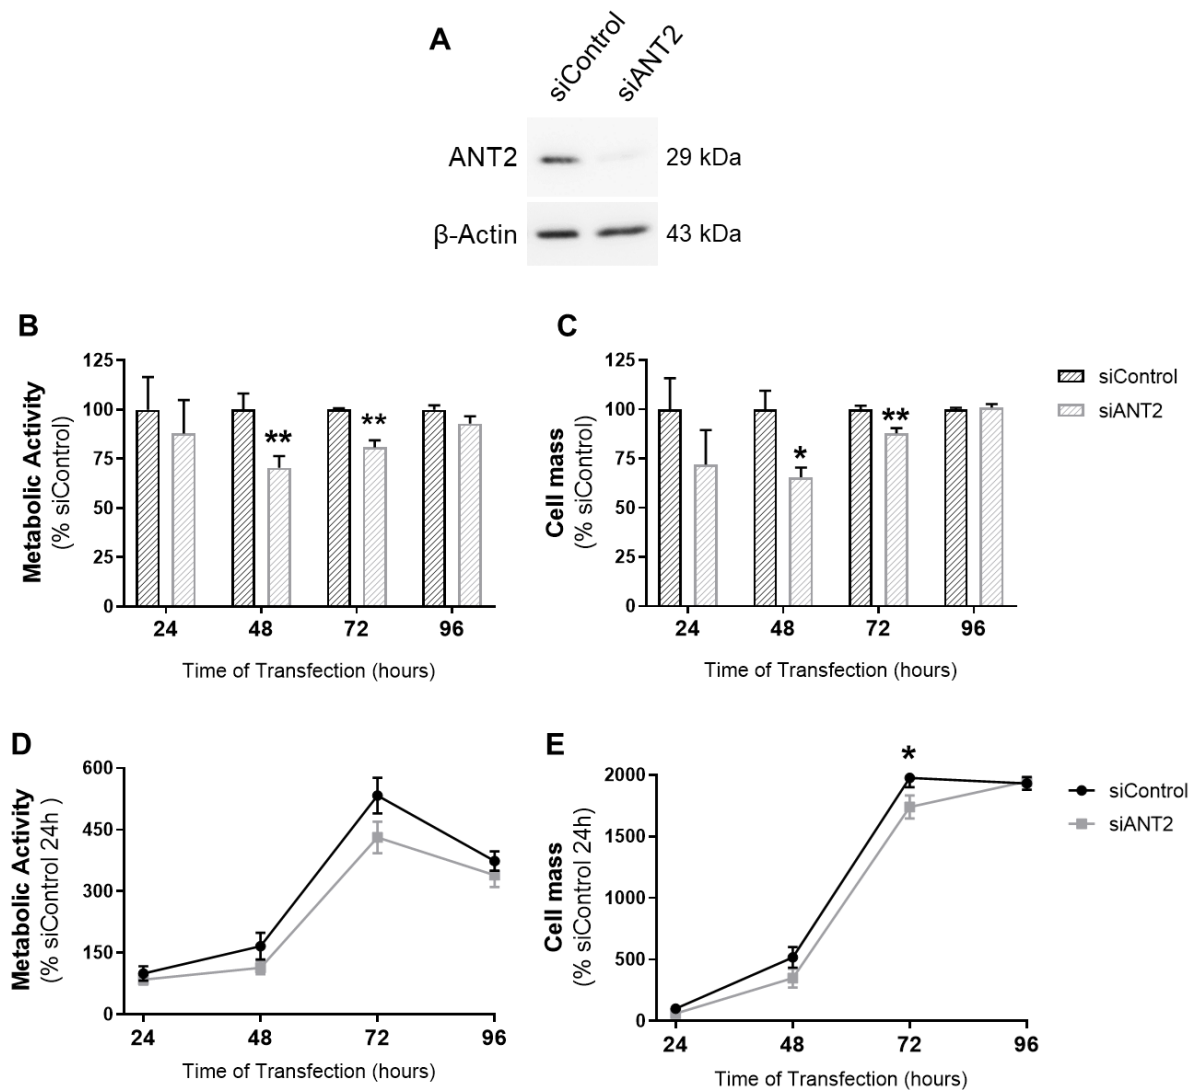 A
siControl
siANT2
ANT2
29 kDa
β-Actin
43 kDa
B
Metabolic Activity
(% siControl)
125
100
75
50
25
0
**
**
24
48
72
96
Time of Transfection (hours)
C
Cell mass
(% siControl)
125
100
75
50
25
0
*
**
24
48
72
96
Time of Transfection (hours)
siControl
siANT2
D
Metabolic Activity
(% siControl 24h )
600
450
300
150
0
24
48
72
96
Time of Transfection (hours)
E
Cell mass
(% siControl 24h)
2000
1500
1000
500
0
*
24
48
72
96
Time of Transfection (hours)
siControl
siANT2